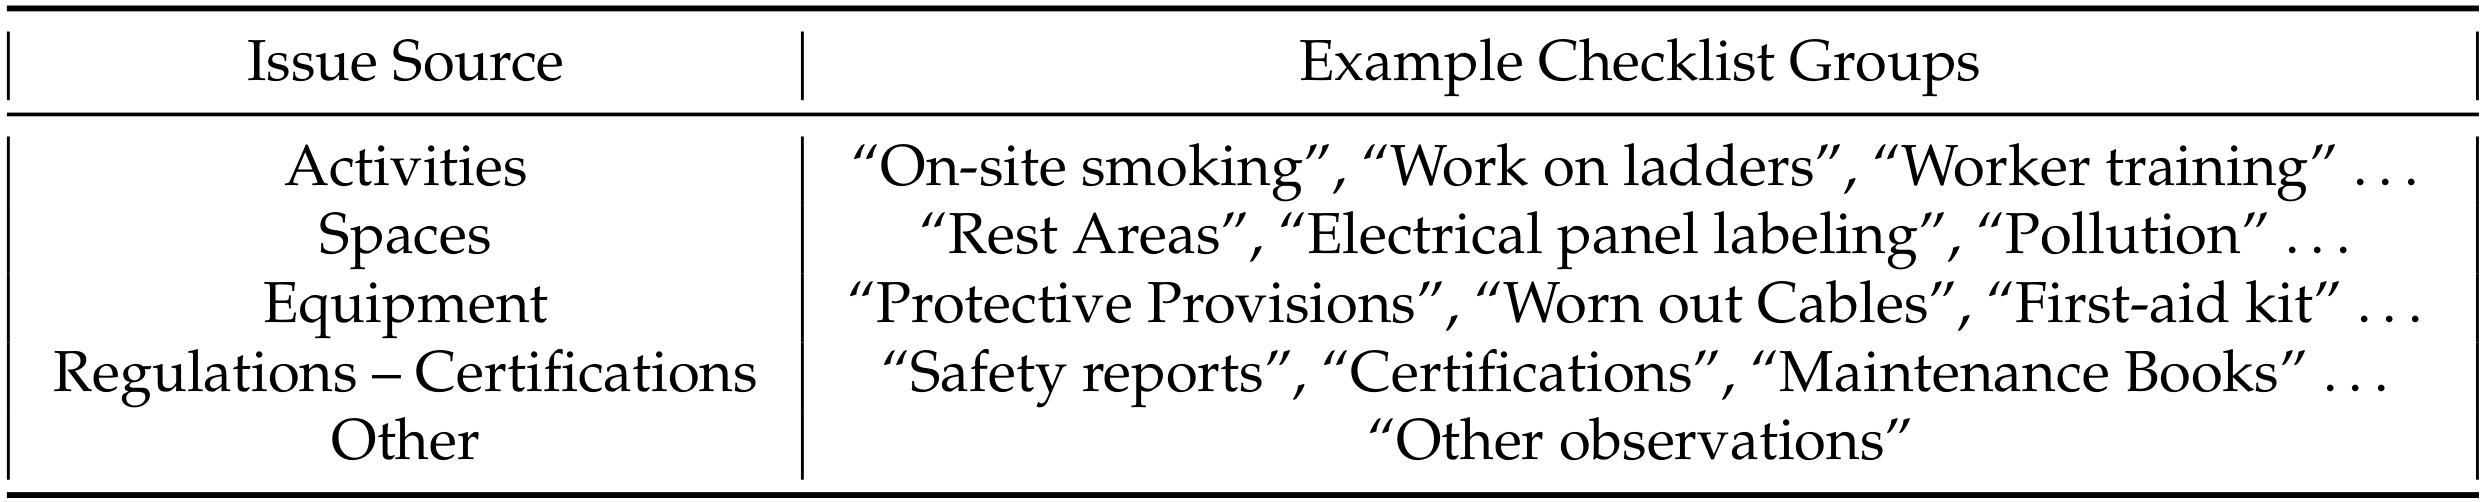 Issue Source Example Checklist Groups
Activities “On-site smoking”, “Work on ladders”, “Worker training” . . .
Spaces “Rest Areas”, “Electrical panel labeling”, “Pollution” . . .
Equipment “Protective Provisions”, “Worn out Cables”, “First-aid kit” . . .
Regulations – Certifications “Safety reports”, “Certifications”, “Maintenance Books” . . .
Other “Other observations”